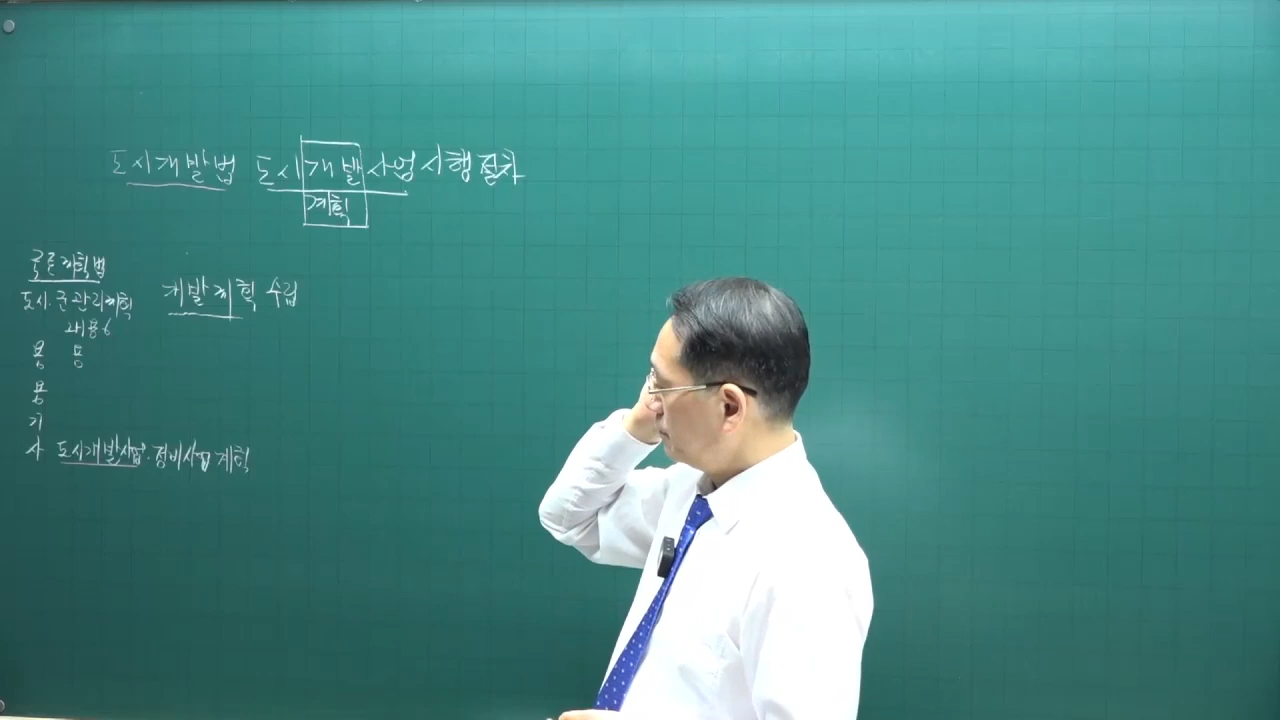 도시개발법 도시개발사업시행절차
계획
국토계획법
도시·군관리계획
내용6
개발계획 수립
용 용
용
기
사 도시개발사업·정비사업 계획